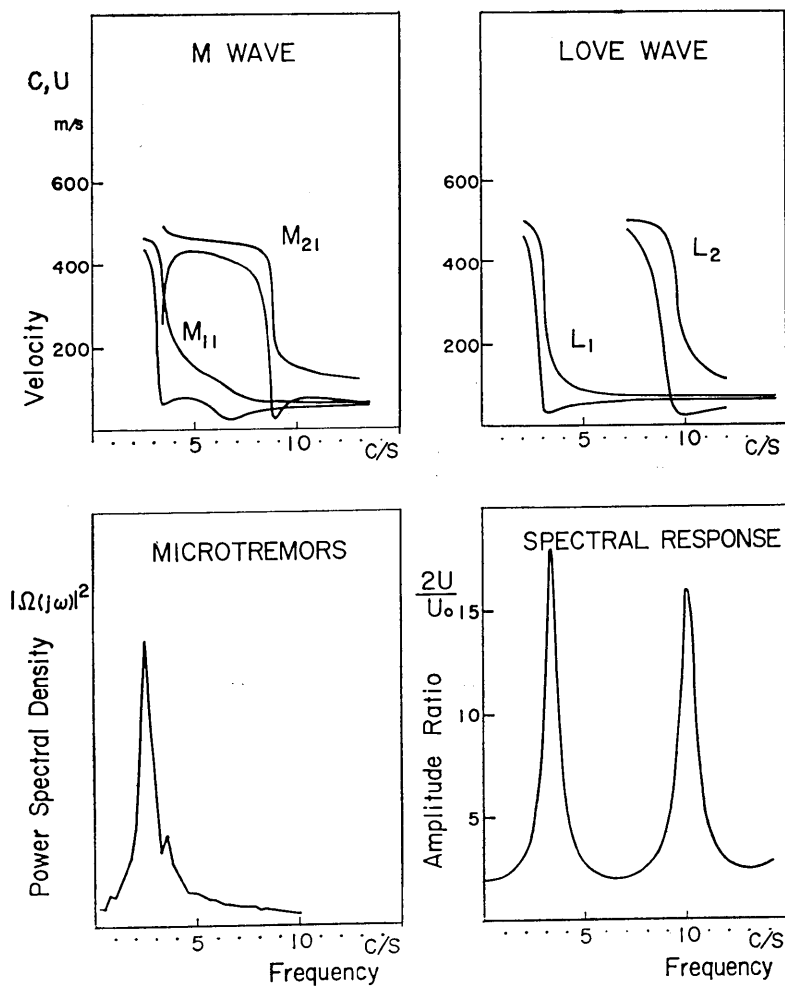 M WAVE
C, U
m/s
600
400
200
Velocity
M21
M11
5
10
C/S
LOVE WAVE
600
400
200
L2
L1
5
10
C/S
MICROTREMORS
|Ω(jω)|²
Power Spectral Density
5
10
C/S
Frequency
SPECTRAL RESPONSE
2U
U₀
15
10
5
Amplitude Ratio
5
10
C/S
Frequency